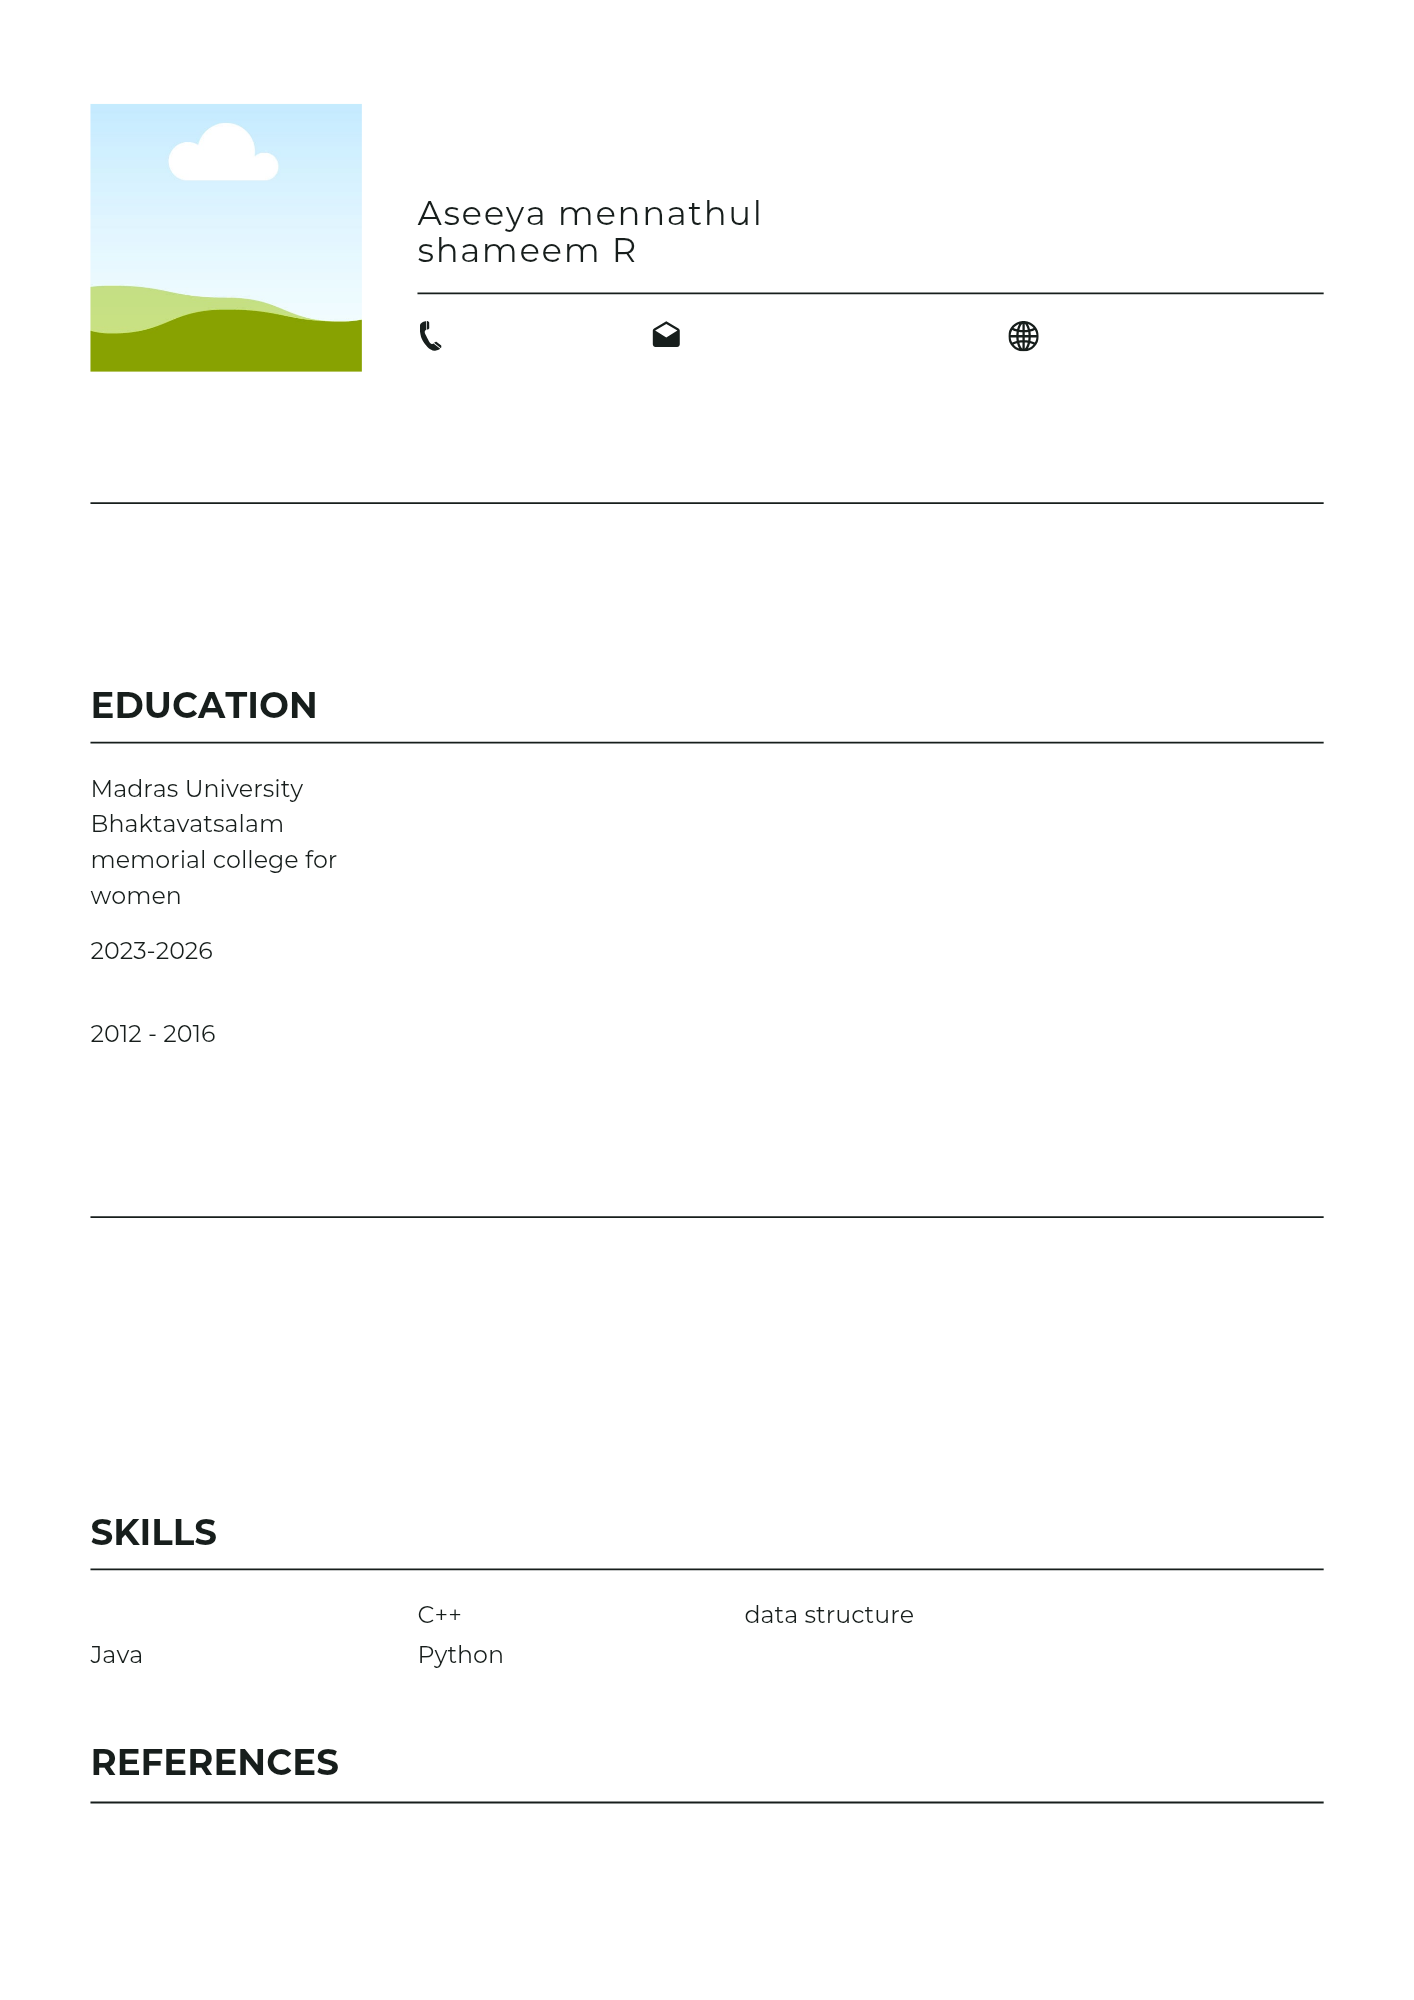 Aseeya mennathul
shameem R
EDUCATION
Madras University
Bhaktavatsalam
memorial college for
women
2023-2026
2012 - 2016
SKILLS
C++
data structure
Java
Python
REFERENCES